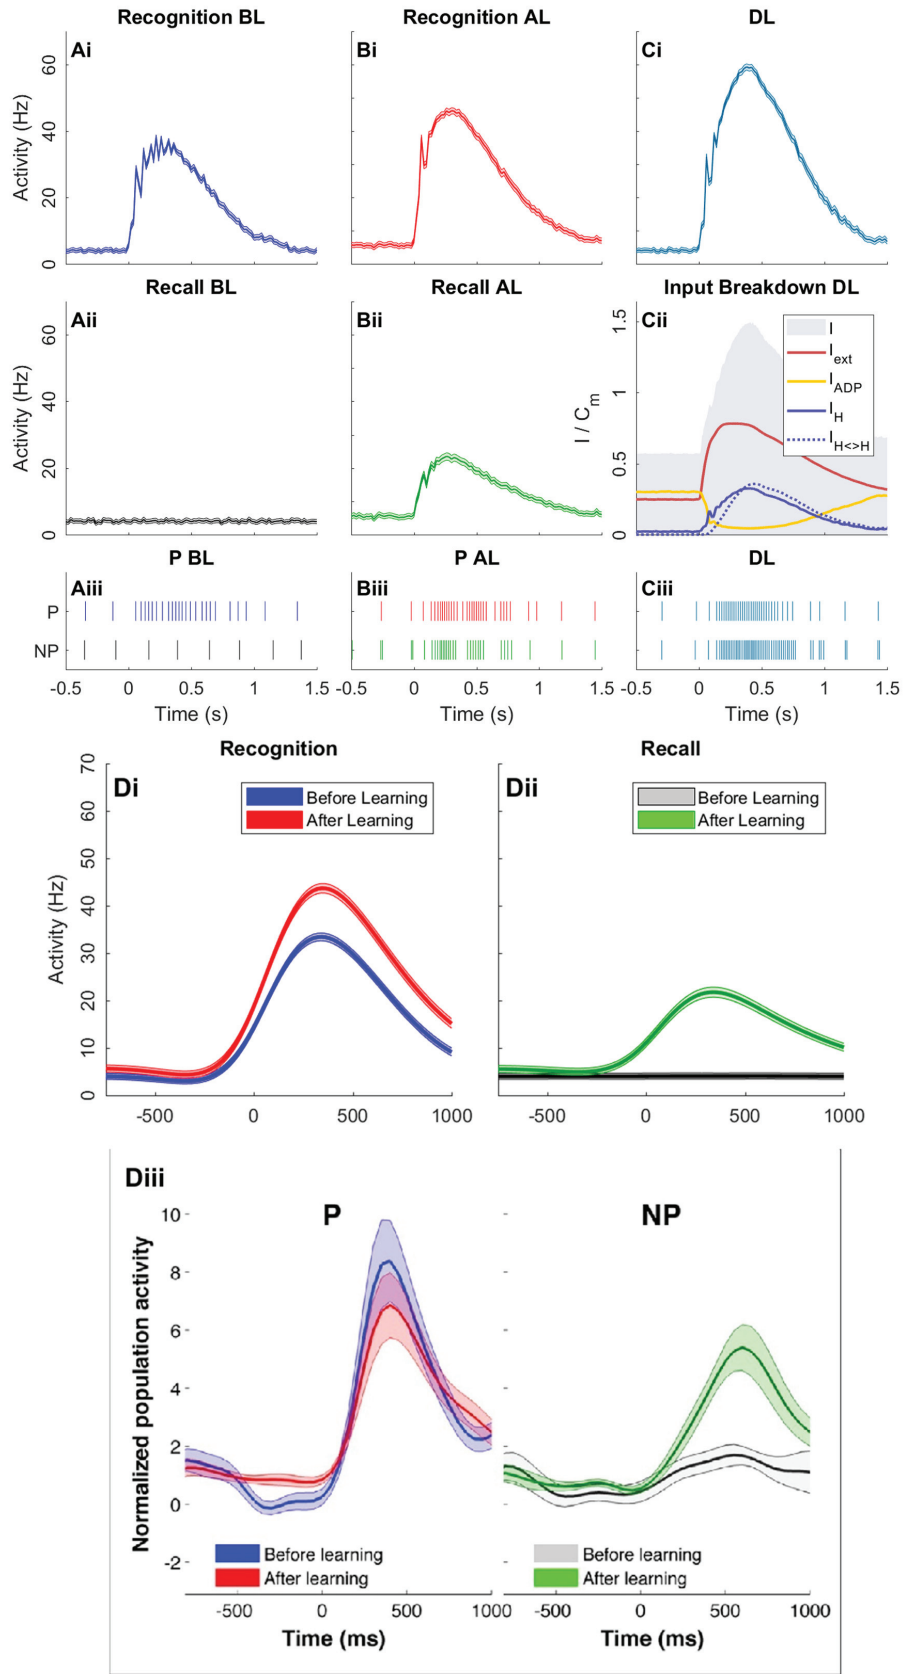 Recognition BL Recognition AL DL
Ai Bi Ci
Activity (Hz)
60
40
20
0
Recall BL Recall AL Input Breakdown DL
Aii Bii Cii
Activity (Hz)
60
40
20
0
I / Cm
1.5
1
0.5
0
I
Iext
IADP
IH
IH<>H
P BL P AL DL
Aiii Biii Ciii
P
NP
-0.5 0 0.5 1 1.5 -0.5 0 0.5 1 1.5 -0.5 0 0.5 1 1.5
Time (s) Time (s) Time (s)
Recognition Recall
Di Dii
Before Learning
After Learning
Before Learning
After Learning
Activity (Hz)
70
60
50
40
30
20
10
0
-500 0 500 1000 -500 0 500 1000
Diii
P NP
Normalized population activity
10
8
6
4
2
0
-2
Before learning
After learning
Before learning
After learning
-500 0 500 1000 -500 0 500 1000
Time (ms) Time (ms)